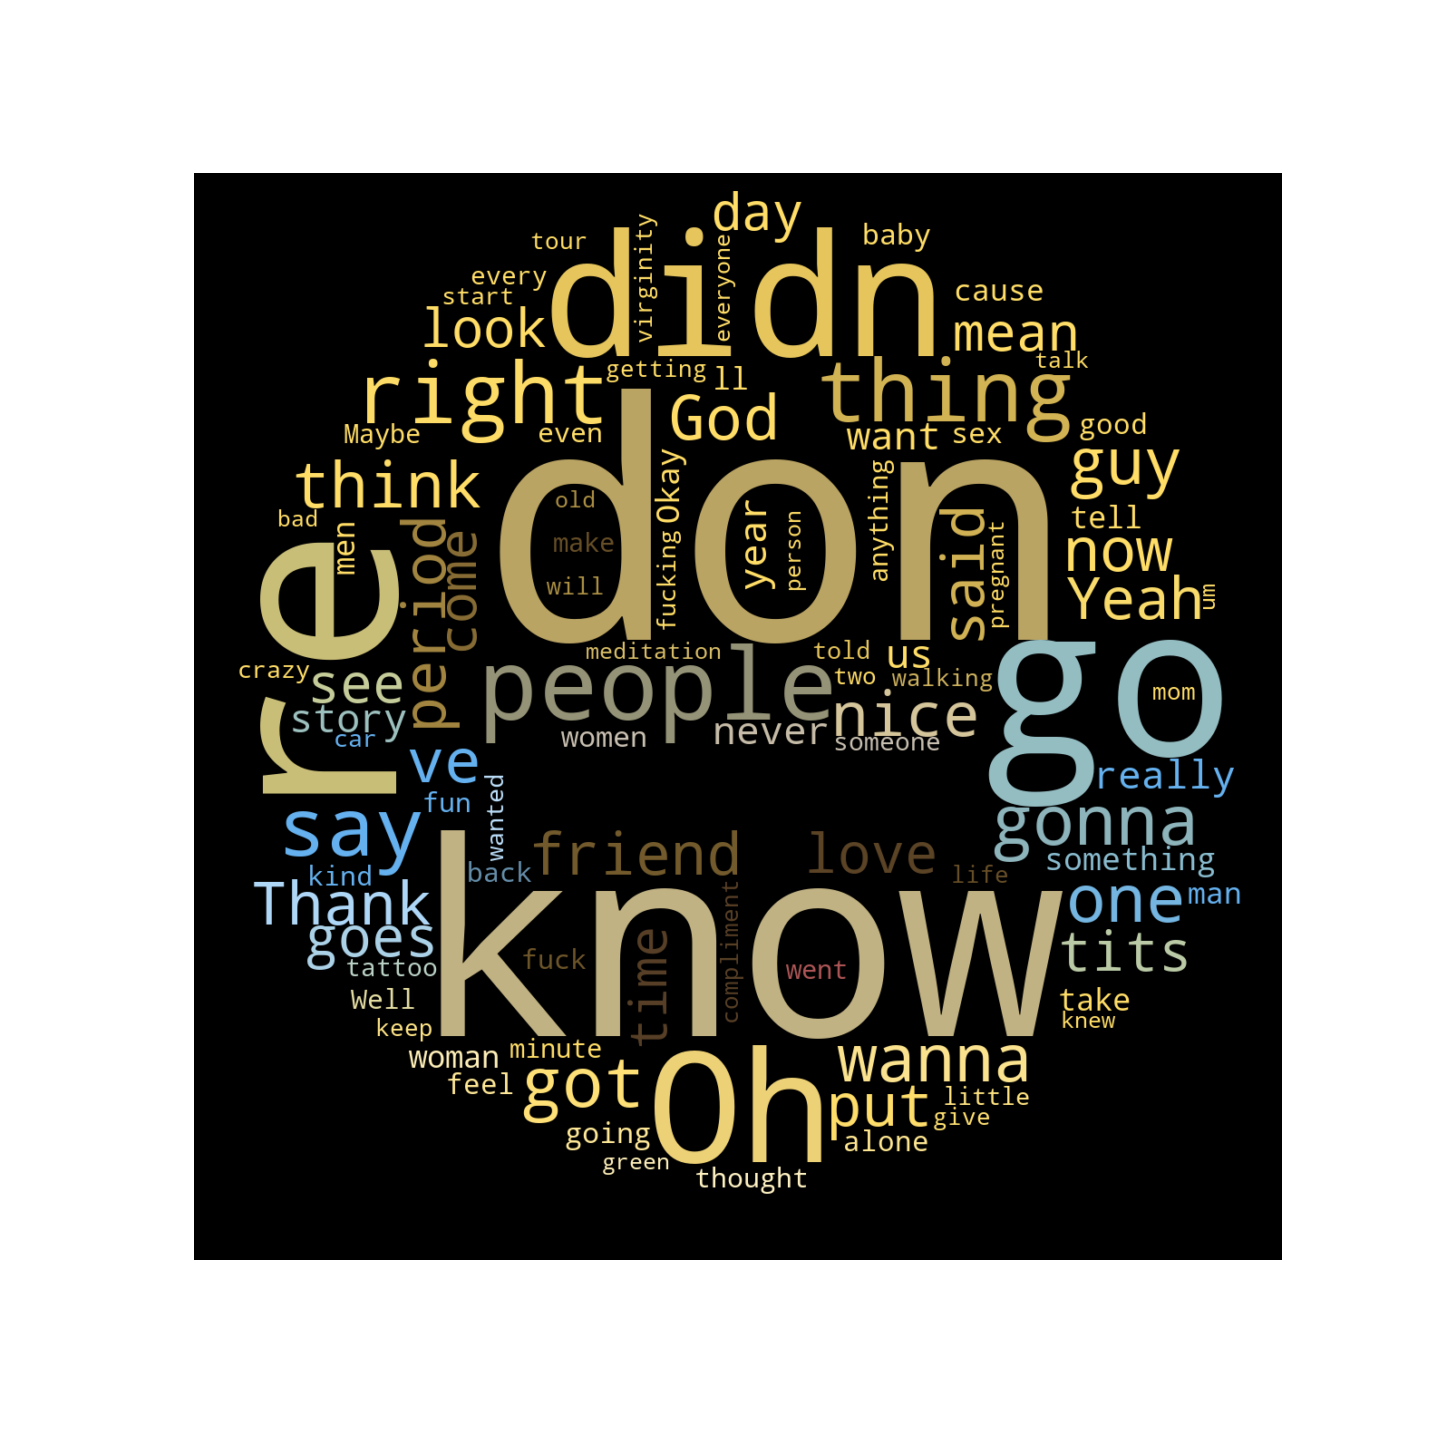 day
tour
virginity
didn
everyone
baby
every
start
cause
look
mean
right
getting
ll
thing
talk
Maybe
even
God
want
sex
good
think
don
guy
bad
men
period
come
old
make
will
fucking
Okay
year
person
anything
said
pregnant
tell
now
Yeah
um
re
crazy
see
story
car
meditation
people
women
told
us
two
walking
never
nice
someone
go
mom
ve
fun
wanted
really
say
friend
love
gonna
kind
back
life
something
Thank
know
one
man
goes
tattoo
fuck
time
compliment
went
tits
Well
keep
take
knew
woman
minute
feel
got
Oh
wanna
put
little
give
going
alone
green
thought